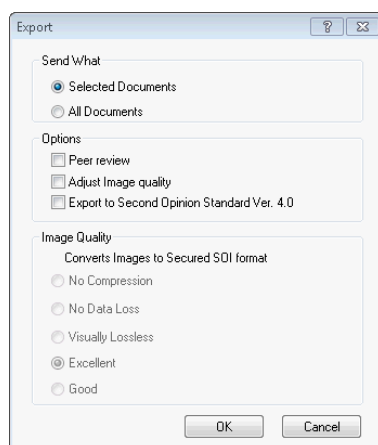 Export
Send What
Selected Documents
All Documents
Options
Peer review
Adjust Image quality
Export to Second Opinion Standard Ver. 4.0
Image Quality
Converts Images to Secured SOI format
No Compression
No Data Loss
Visually Lossless
Excellent
Good
OK Cancel